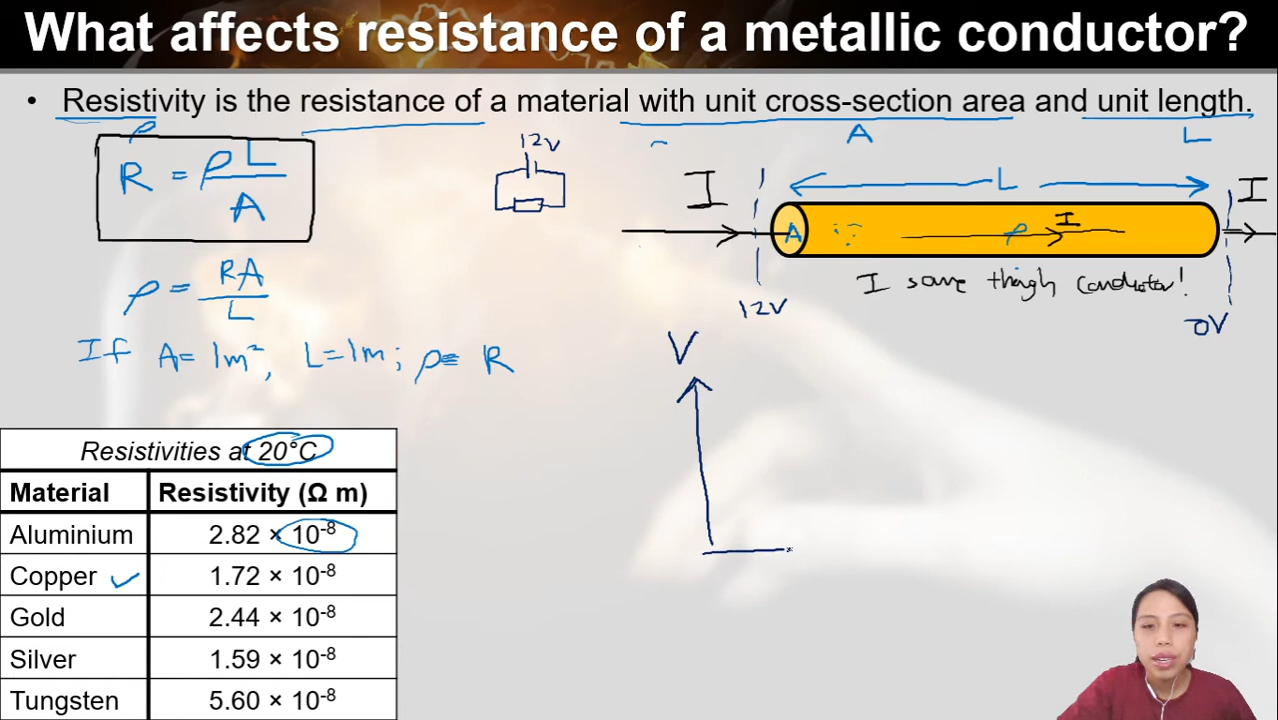 What affects resistance of a metallic conductor?
• Resistivity is the resistance of a material with unit cross-section area and unit length.
ρ
A
L
R = ρL/A
12V
I
L
I
A
ρ
I
I same through conductor!
12V
0V
ρ = RA/L
If A = 1m², L = 1m; ρ ≡ R
V
Resistivities at 20°C
Material Resistivity (Ω m)
Aluminium 2.82 × 10⁻⁸
Copper ✓ 1.72 × 10⁻⁸
Gold 2.44 × 10⁻⁸
Silver 1.59 × 10⁻⁸
Tungsten 5.60 × 10⁻⁸